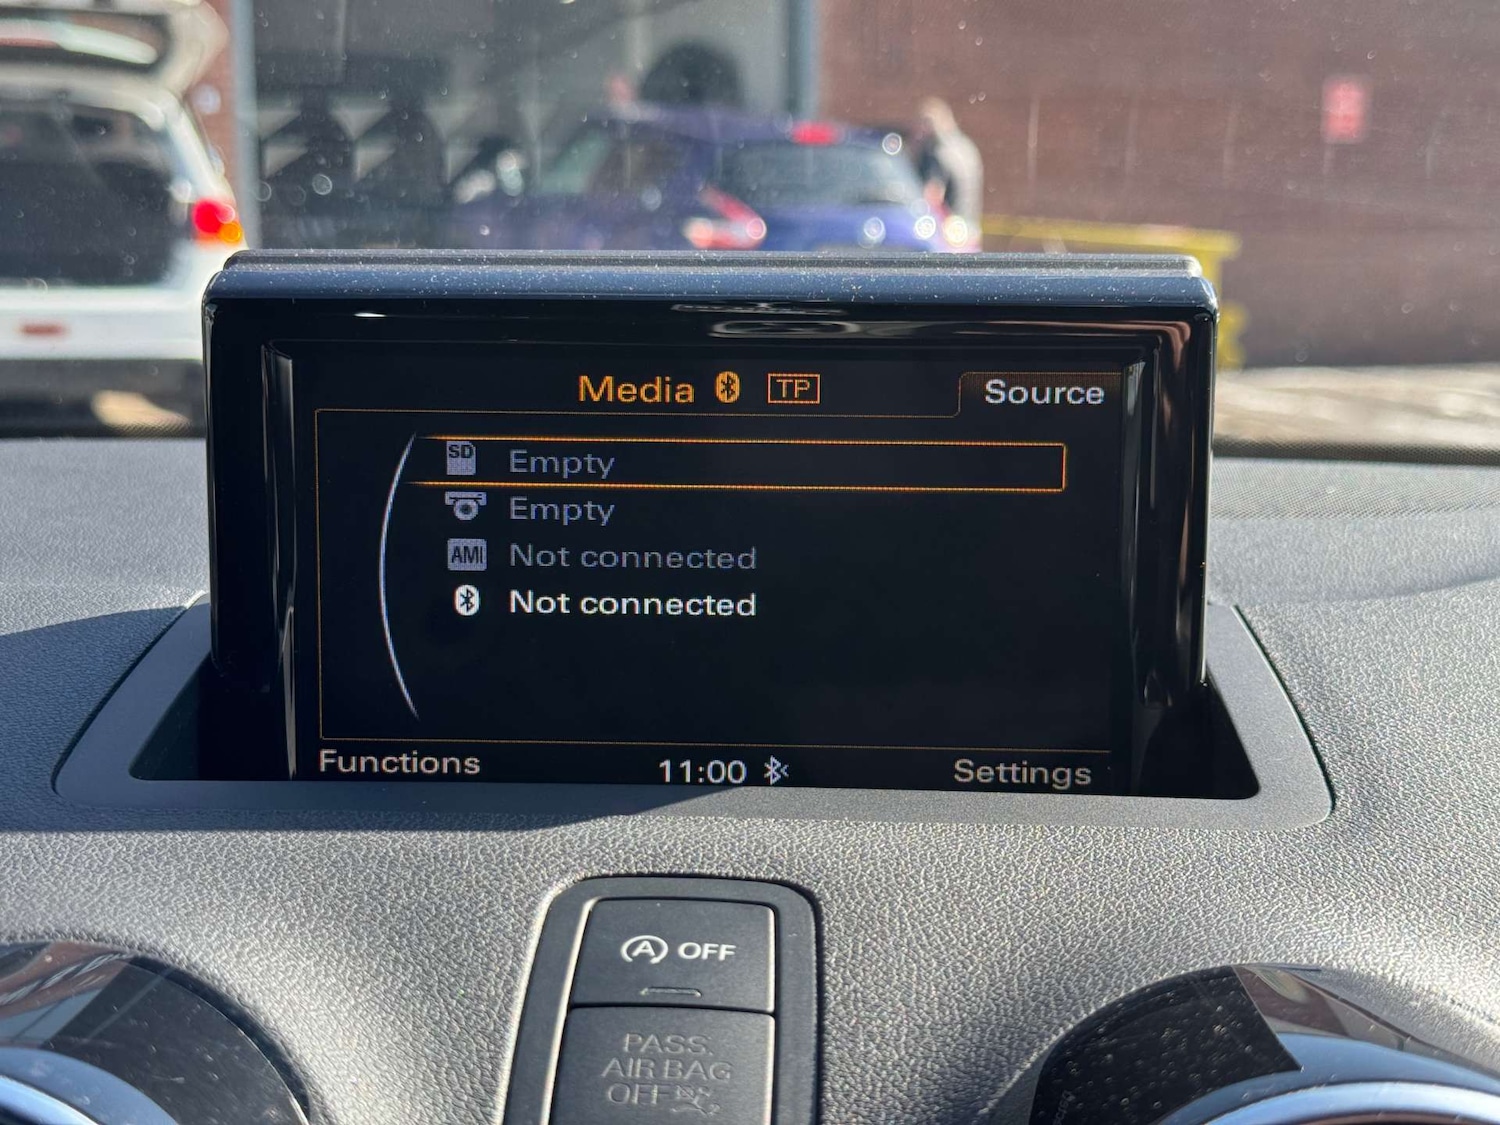 Media TP Source
SD Empty
Empty
AMI Not connected
Not connected
Functions 11:00 Settings
A OFF
PASS.
AIR BAG
OFF